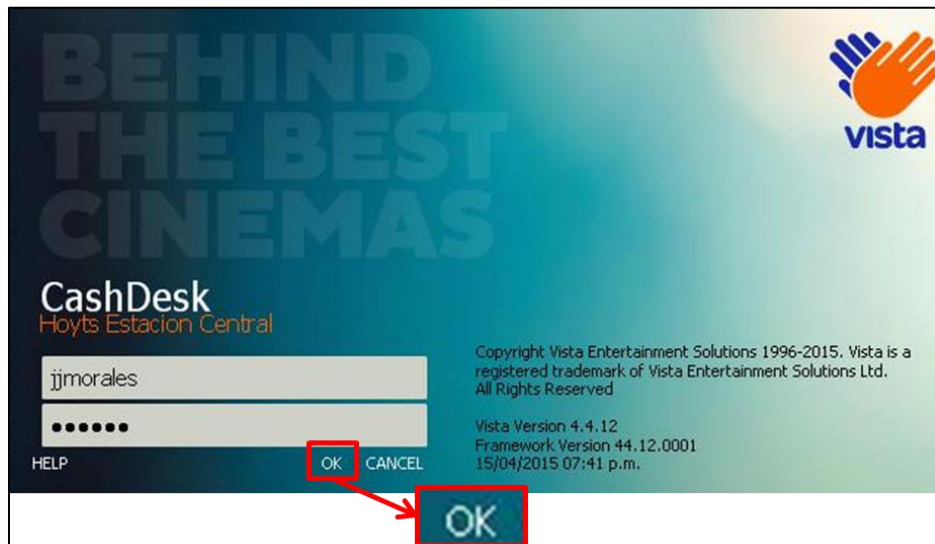 BEHIND
THE BEST
CINEMAS
vista
CashDesk
Hoyts Estacion Central
jjmorales
●●●●●●
HELP
OK
CANCEL
Copyright Vista Entertainment Solutions 1996-2015. Vista is a
registered trademark of Vista Entertainment Solutions Ltd.
All Rights Reserved
Vista Version 4.4.12
Framework Version 44.12.0001
15/04/2015 07:41 p.m.
OK